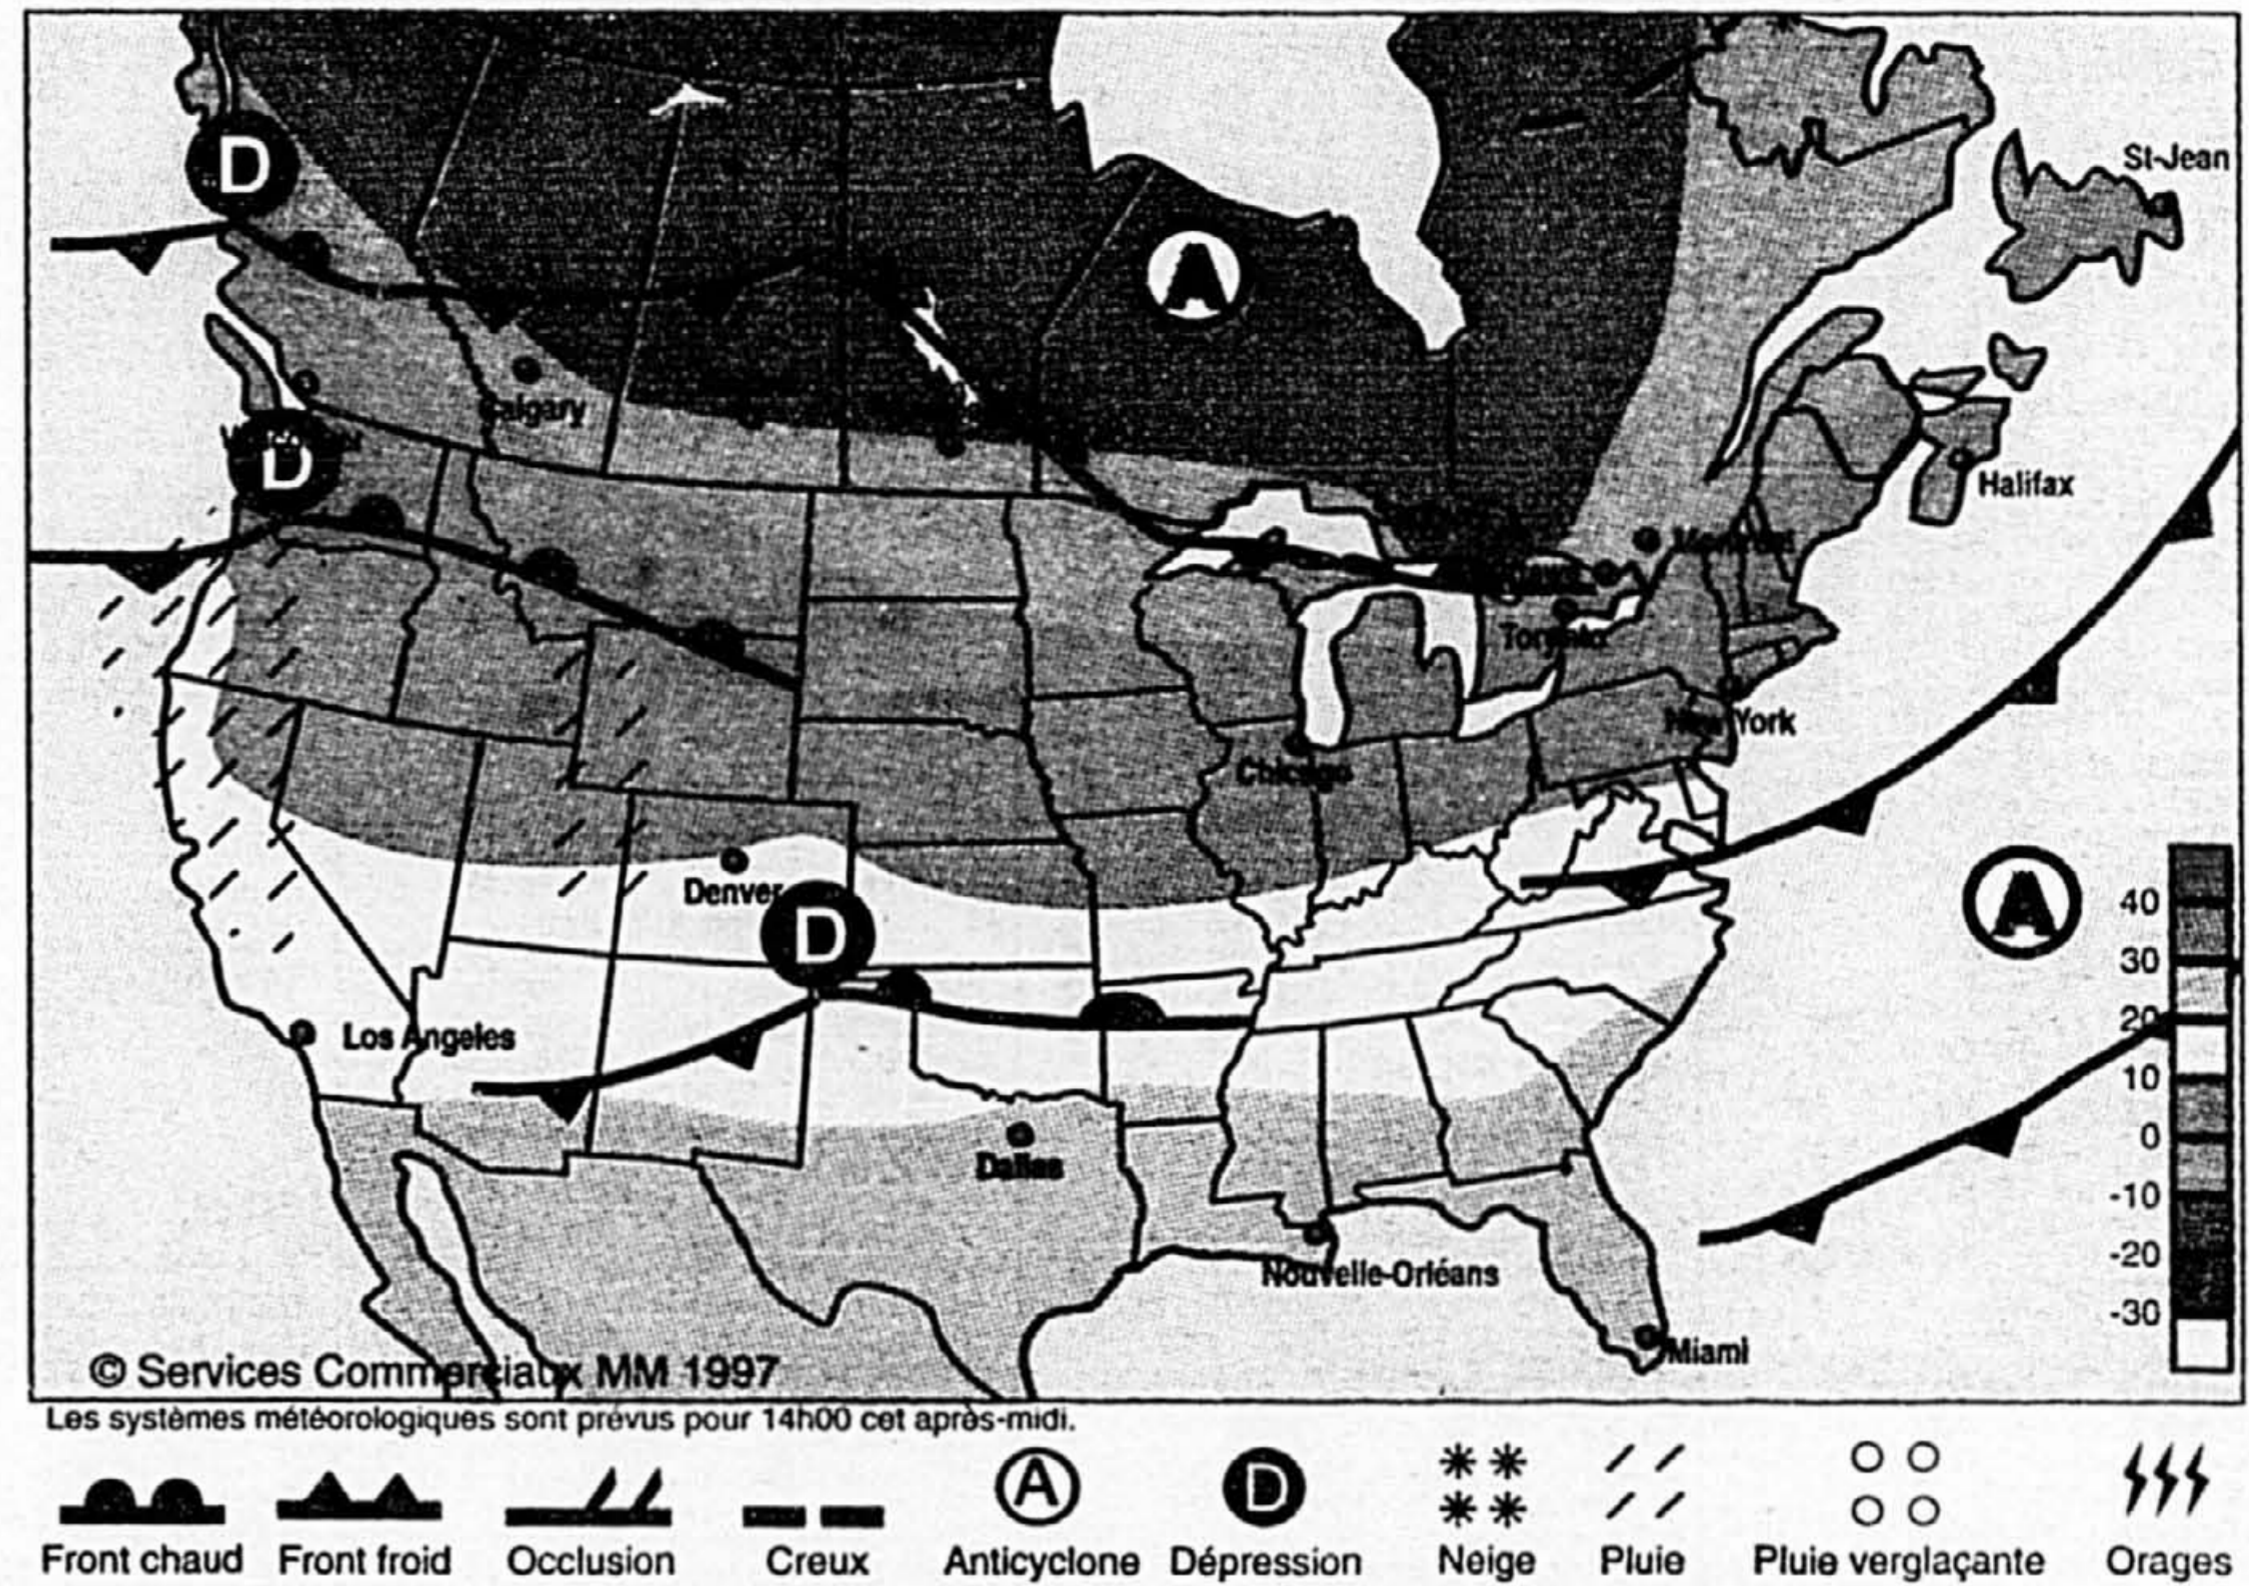 D
St-Jean
A
Calgary
D
Halifax
Montréal
Toronto
New York
Chicago
Denver
D
A
Los Angeles
Dallas
Nouvelle-Orléans
Miami
40
30
20
10
0
-10
-20
-30
© Services Commerciaux MM 1997
Les systèmes météorologiques sont prévus pour 14h00 cet après-midi.
A D
Front chaud Front froid Occlusion Creux Anticyclone Dépression Neige Pluie Pluie verglaçante Orages